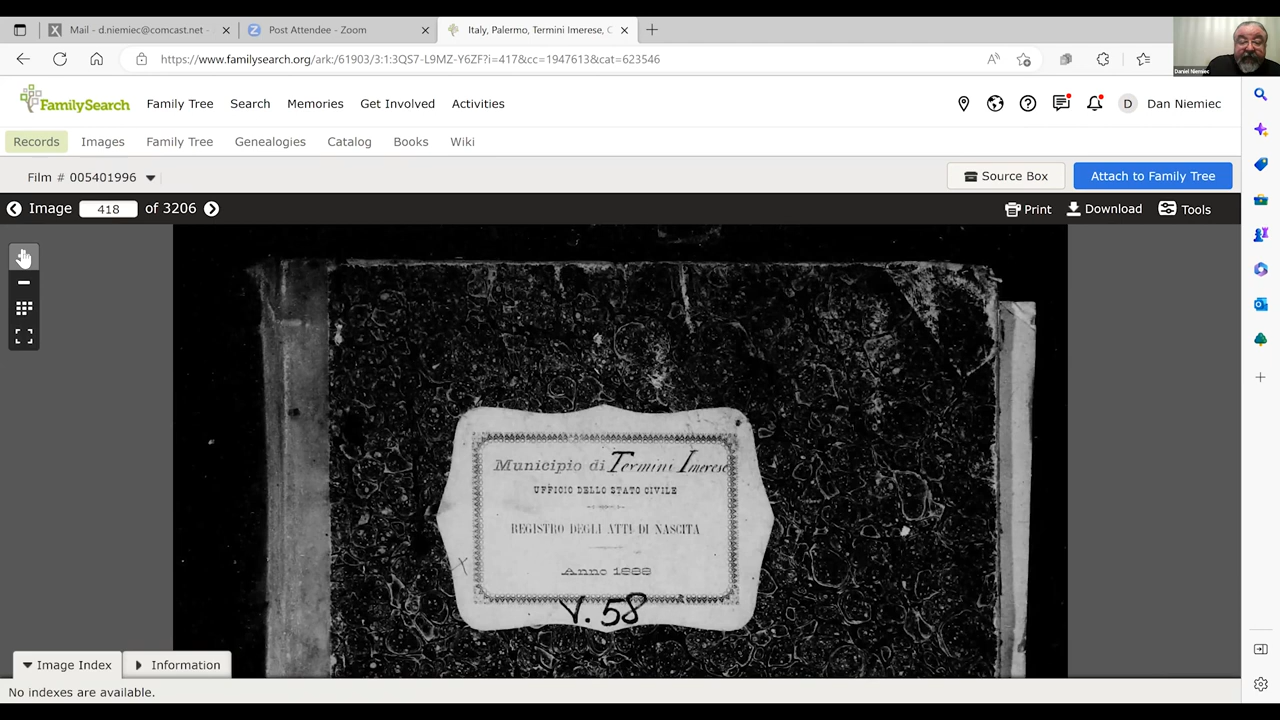 Mail - d.niemiec@comcast.net -
Post Attendee - Zoom
Italy, Palermo, Termini Imerese, C
https://www.familysearch.org/ark:/61903/3:1:3QS7-L9MZ-Y6ZF?i=417&cc=1947613&cat=623546
Daniel Niemiec
FamilySearch
Family Tree Search Memories Get Involved Activities
D Dan Niemiec
Records Images Family Tree Genealogies Catalog Books Wiki
Film # 005401996
Source Box
Attach to Family Tree
Image 418 of 3206
Print Download Tools
Municipio di Termini Imerese
UFFICIO DELLO STATO CIVILE
REGISTRO DEGLI ATTI DI NASCITA
Anno 1888
V. 58
Image Index
Information
No indexes are available.